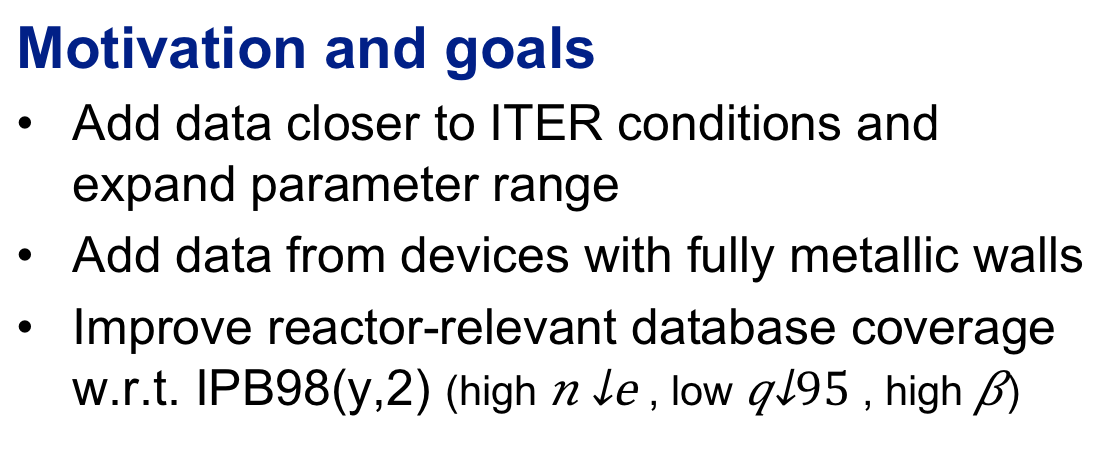 Motivation and goals
• Add data closer to ITER conditions and
expand parameter range
• Add data from devices with fully metallic walls
• Improve reactor-relevant database coverage
w.r.t. IPB98(y,2) (high n↓e , low q↓95 , high β)